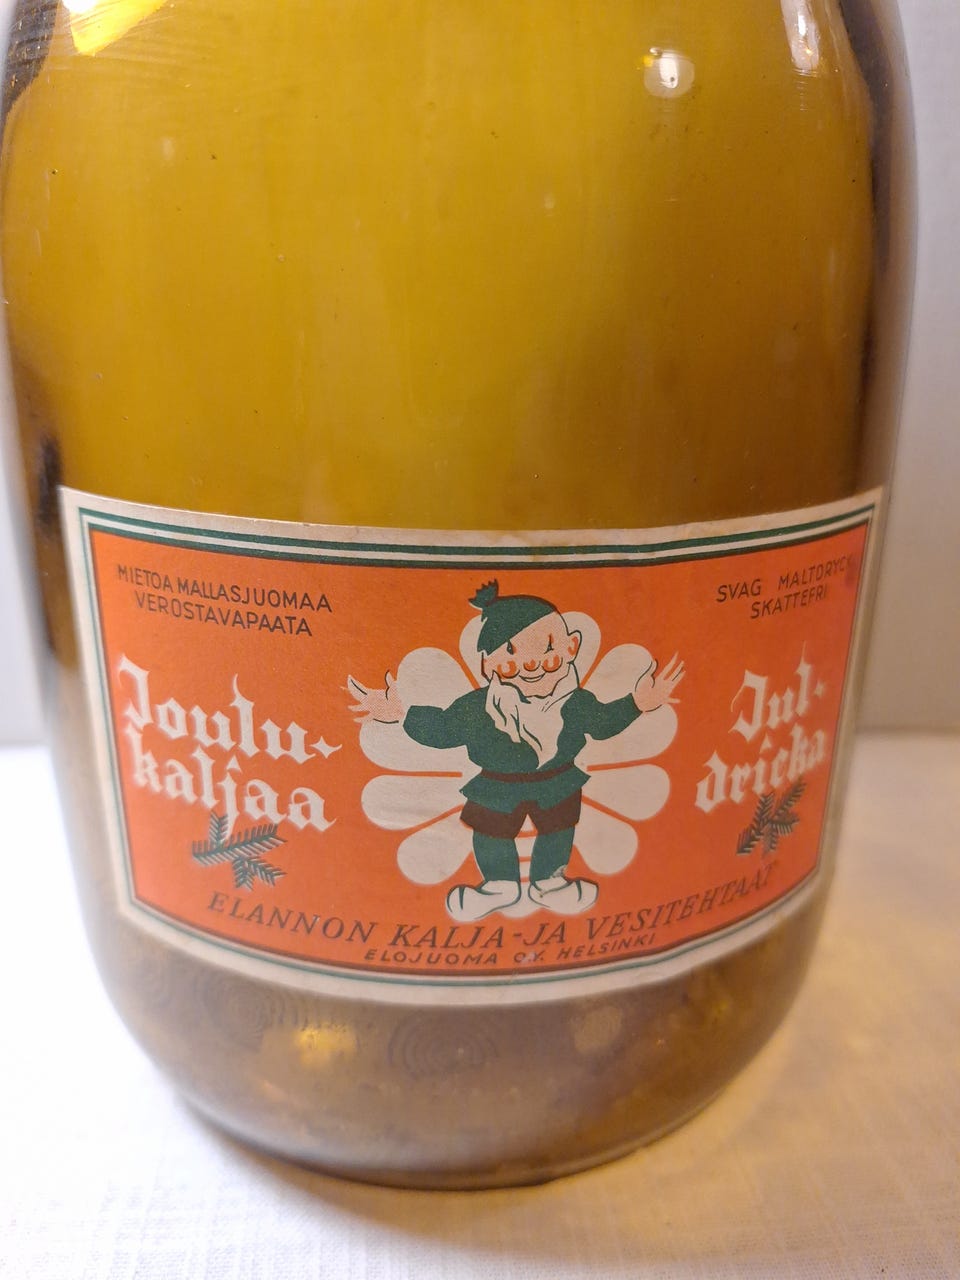 MIETOA MALLASJUOMAA
VEROSTAVAPAATA
Joulu-
kaljaa
SVAG MALTDRYCK
SKATTEFRI
Jul-
dricka
ELANNON KALJA-JA VESITEHTAAT
ELOJUOMA O.Y. HELSINKI